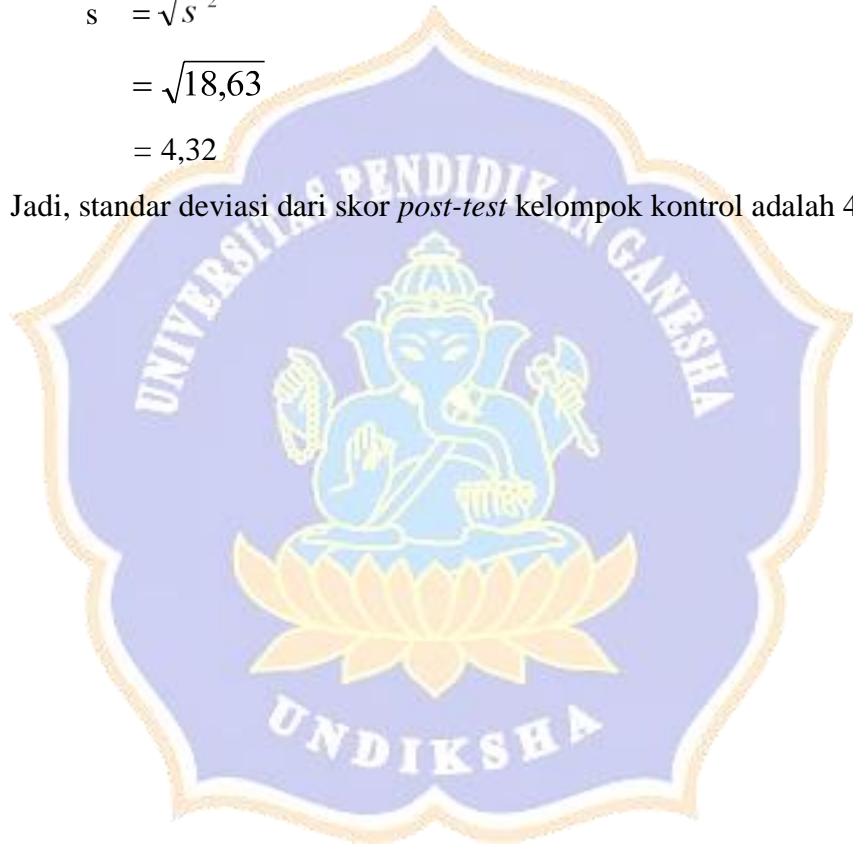 s = √s ²
= √18,63
= 4,32
Jadi, standar deviasi dari skor post-test kelompok kontrol adalah 4
UNIVERSITAS PENDIDIKAN GANESHA
UNDIKSHA